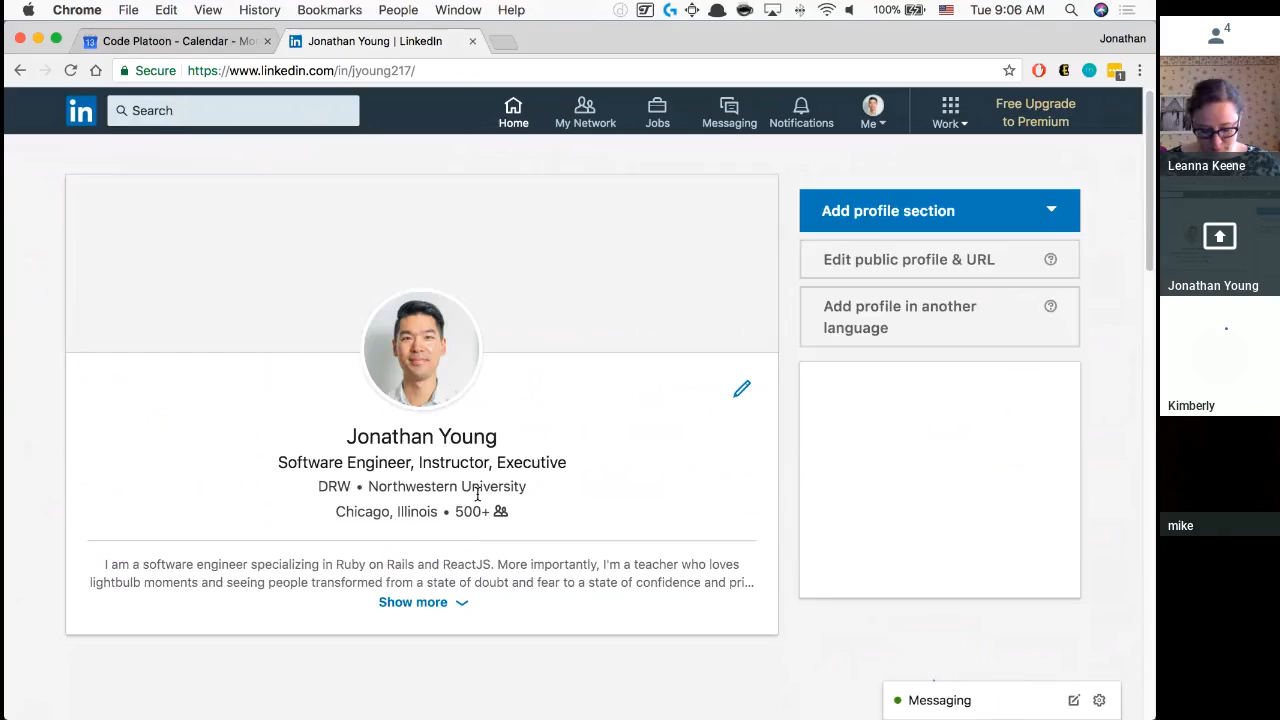 Chrome File Edit View History Bookmarks People Window Help
100% Tue 9:06 AM
Code Platoon - Calendar - Mo
Jonathan Young | LinkedIn
Jonathan
Secure https://www.linkedin.com/in/jyoung217/
1
in Search
Home My Network Jobs Messaging Notifications Me Work
Free Upgrade
to Premium
Add profile section
Edit public profile & URL
Add profile in another
language
Jonathan Young
Software Engineer, Instructor, Executive
DRW • Northwestern University
Chicago, Illinois • 500+
I am a software engineer specializing in Ruby on Rails and ReactJS. More importantly, I'm a teacher who loves
lightbulb moments and seeing people transformed from a state of doubt and fear to a state of confidence and pri...
Show more
Messaging
4
Leanna Keene
Jonathan Young
Kimberly
mike